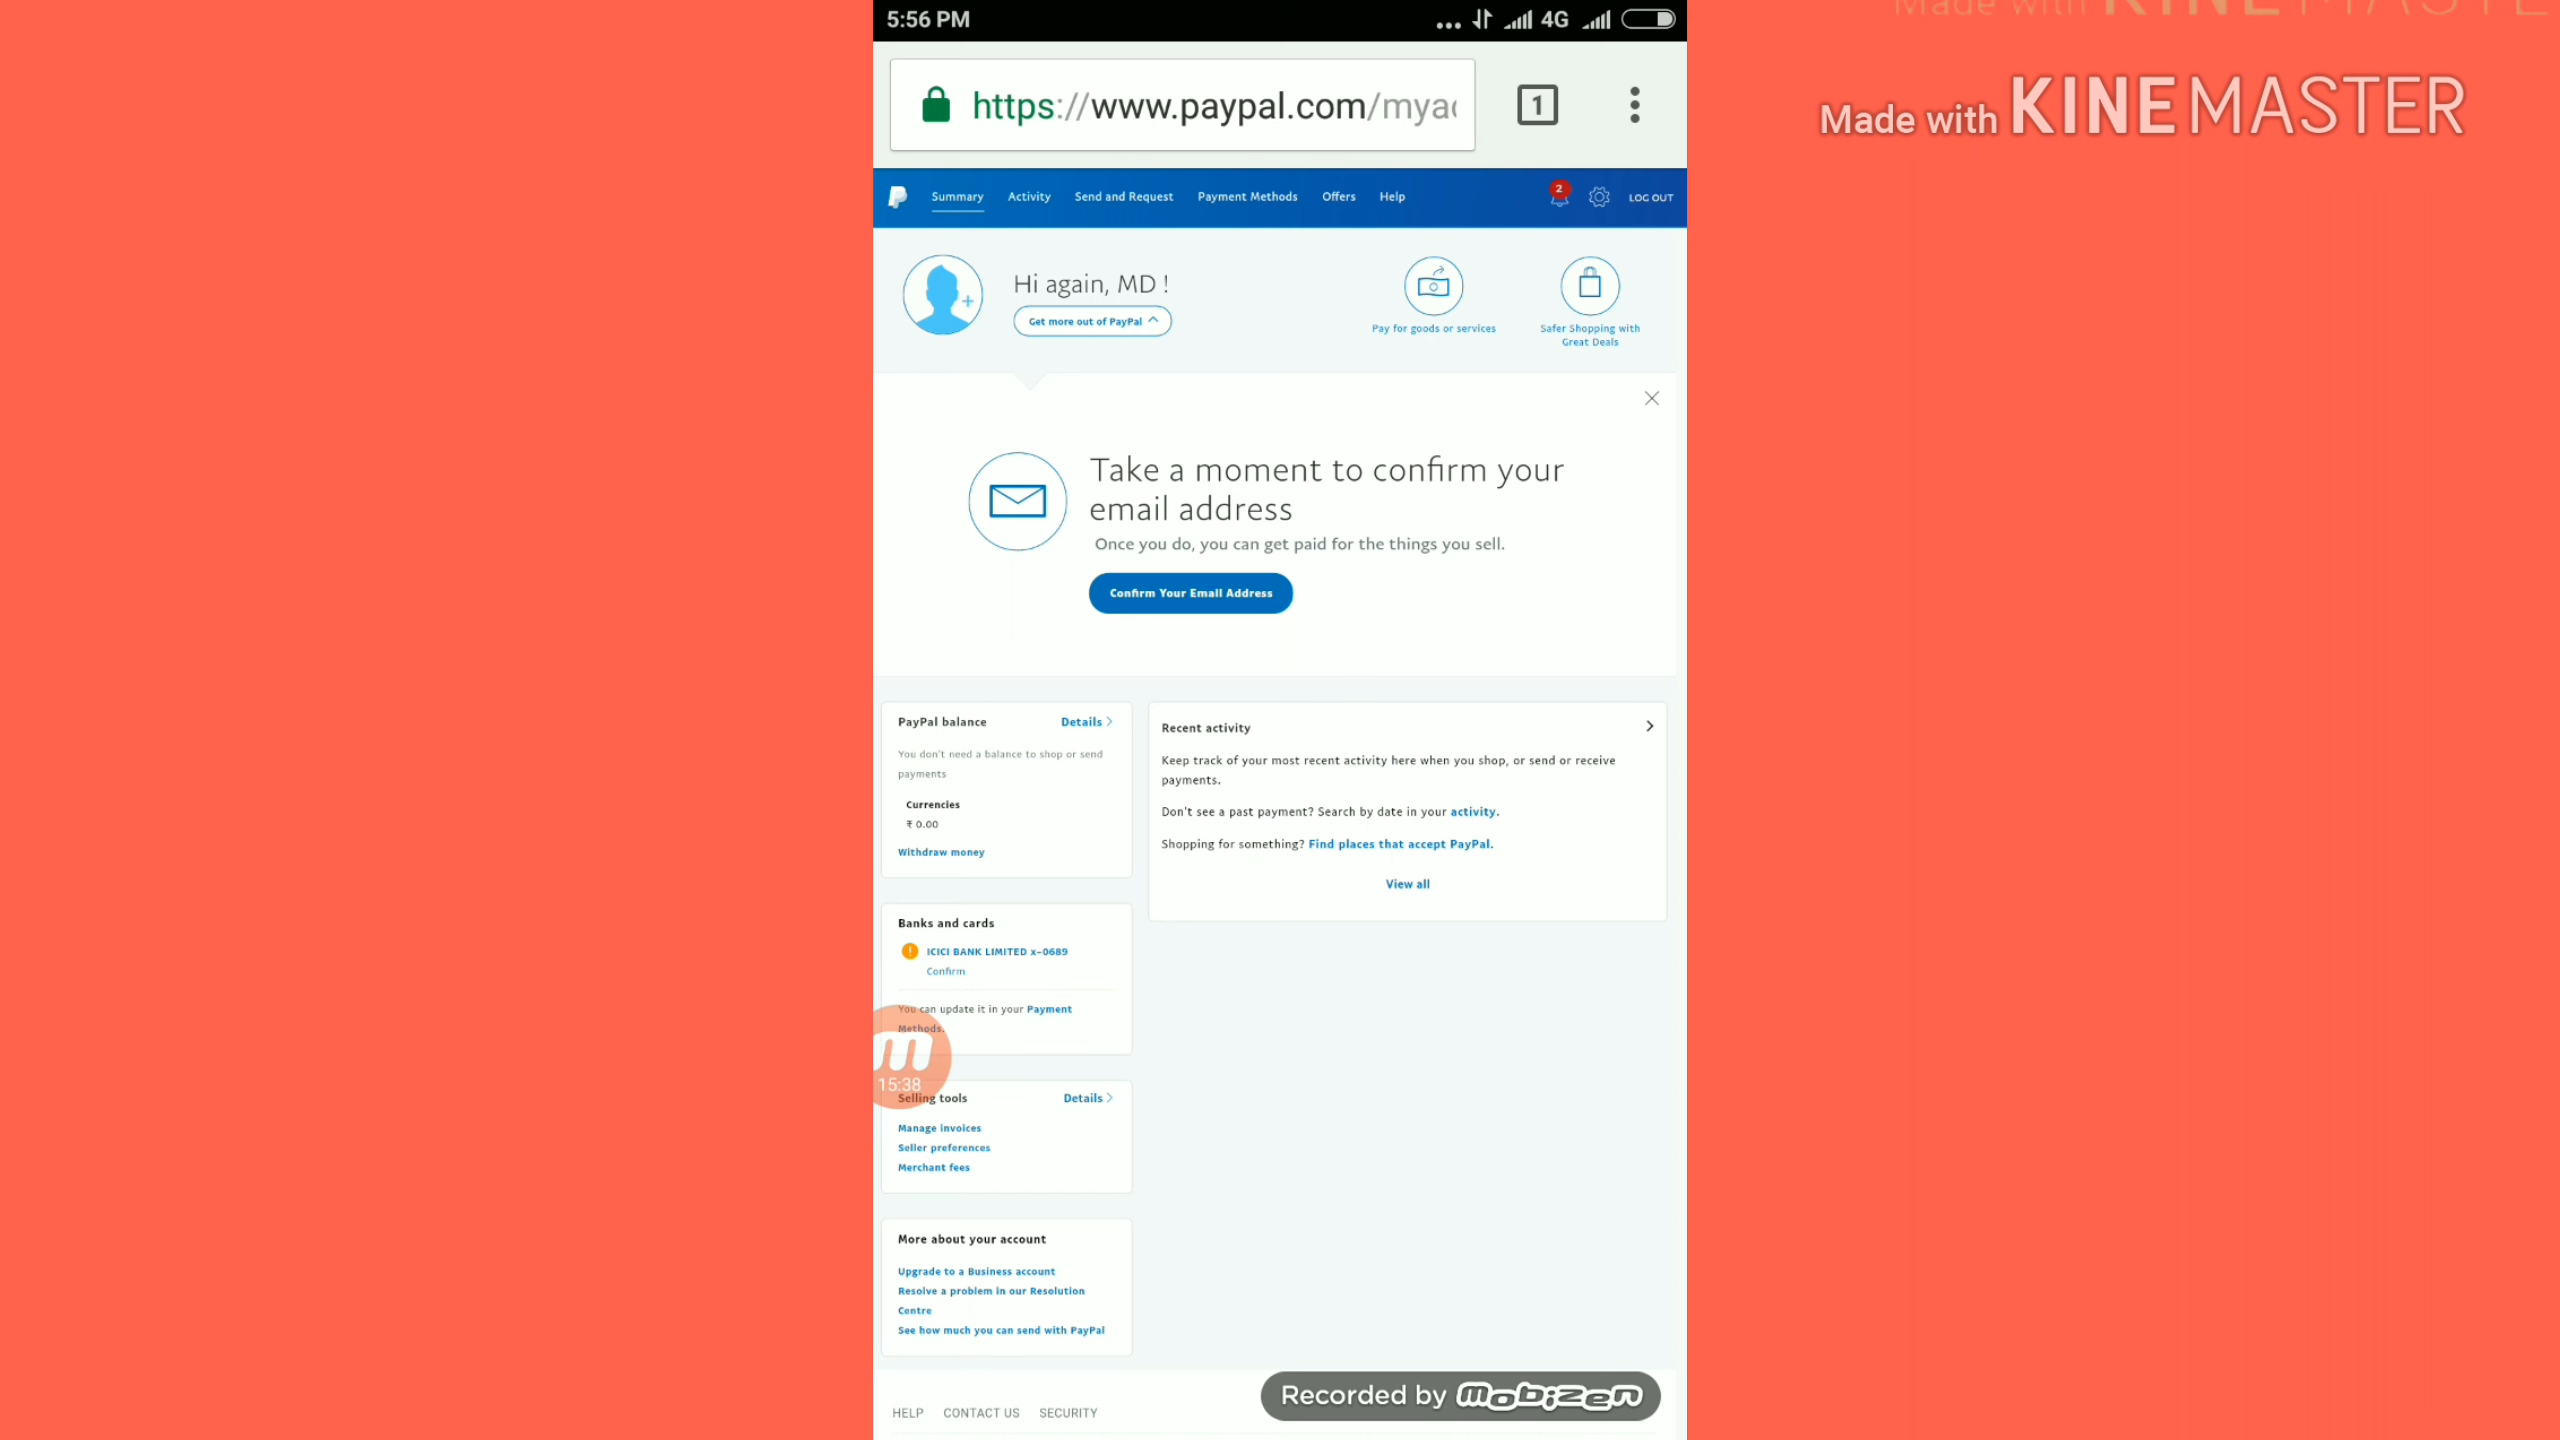 Made with KINEMASTER
5:56 PM
4G
Made with KINEMASTER
https://www.paypal.com/myac
1
Summary
Activity
Send and Request
Payment Methods
Offers
Help
2
LOG OUT
Hi again, MD !
Get more out of PayPal
Pay for goods or services
Safer Shopping with
Great Deals
Take a moment to confirm your
email address
Once you do, you can get paid for the things you sell.
Confirm Your Email Address
PayPal balance
Details
You don't need a balance to shop or send
payments
Currencies
₹ 0.00
Withdraw money
Recent activity
Keep track of your most recent activity here when you shop, or send or receive
payments.
Don't see a past payment? Search by date in your activity.
Shopping for something? Find places that accept PayPal.
View all
Banks and cards
ICICI BANK LIMITED x-0689
Confirm
You can update it in your Payment
Methods.
15:38
Selling tools
Details
Manage invoices
Seller preferences
Merchant fees
More about your account
Upgrade to a Business account
Resolve a problem in our Resolution
Centre
See how much you can send with PayPal
Recorded by mobizen
HELP
CONTACT US
SECURITY